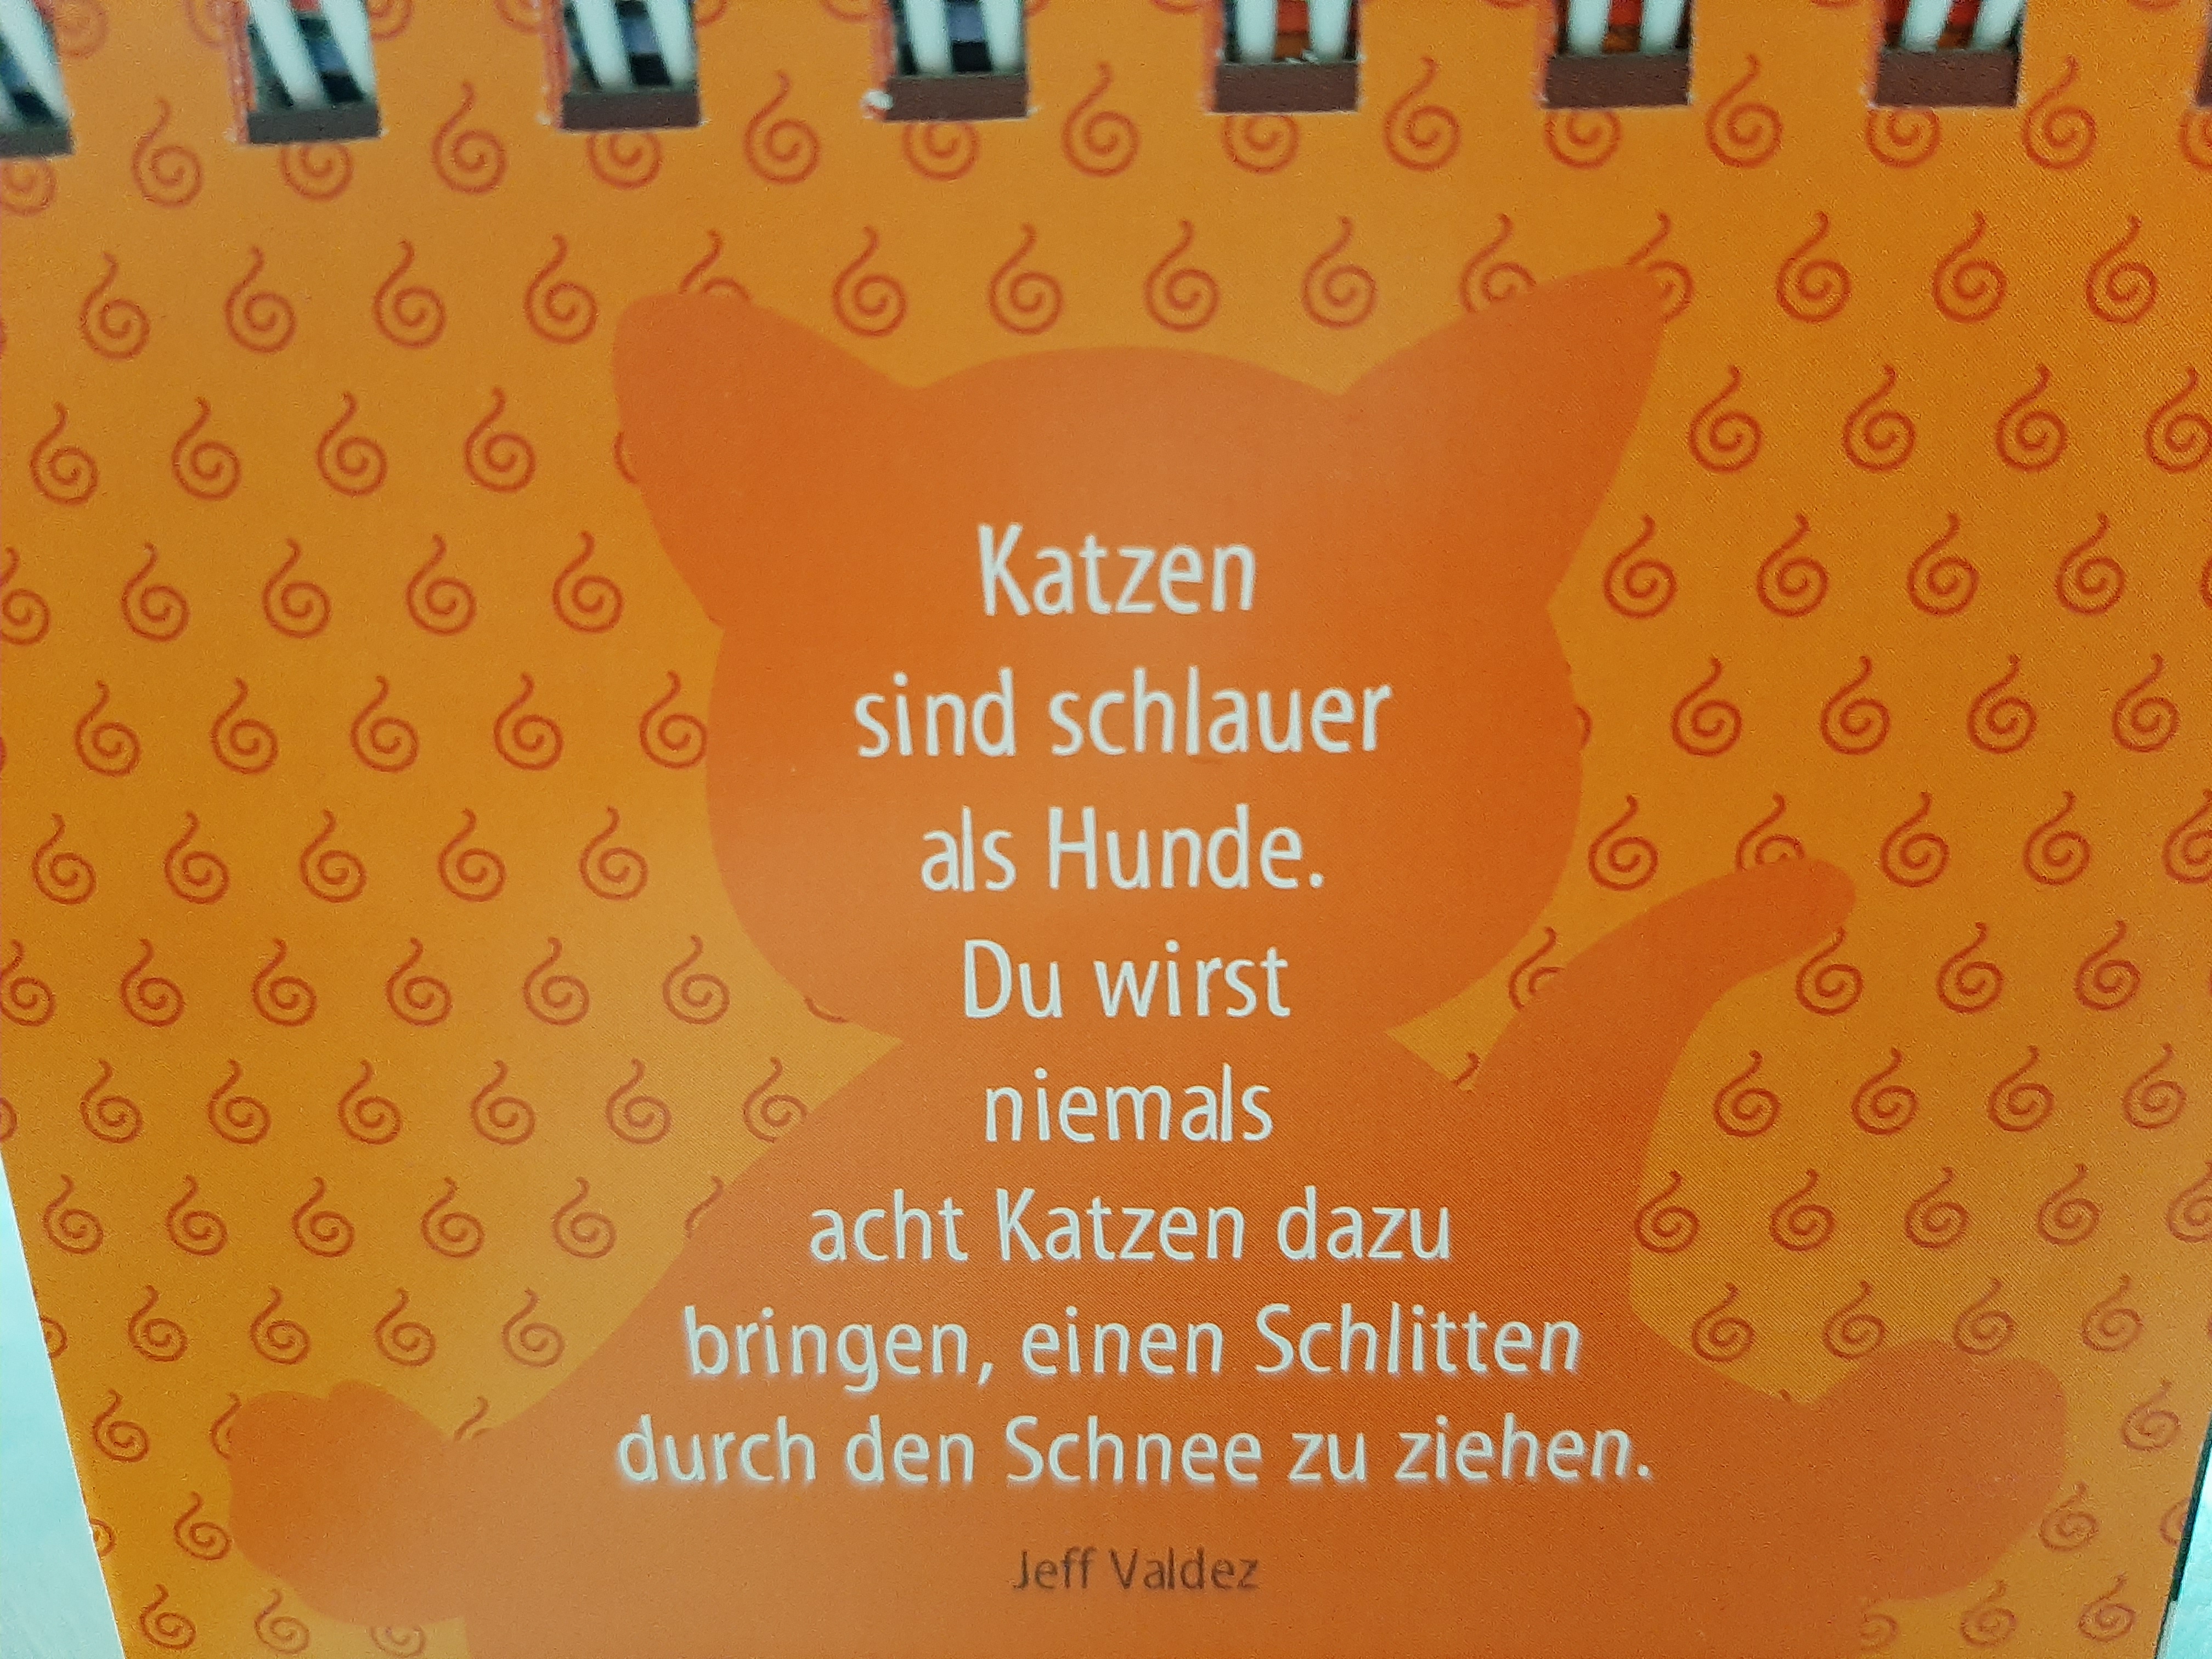 Katzen
sind schlauer
als Hunde.
Du wirst
niemals
acht Katzen dazu
bringen, einen Schlitten
durch den Schnee zu ziehen.
Jeff Valdez